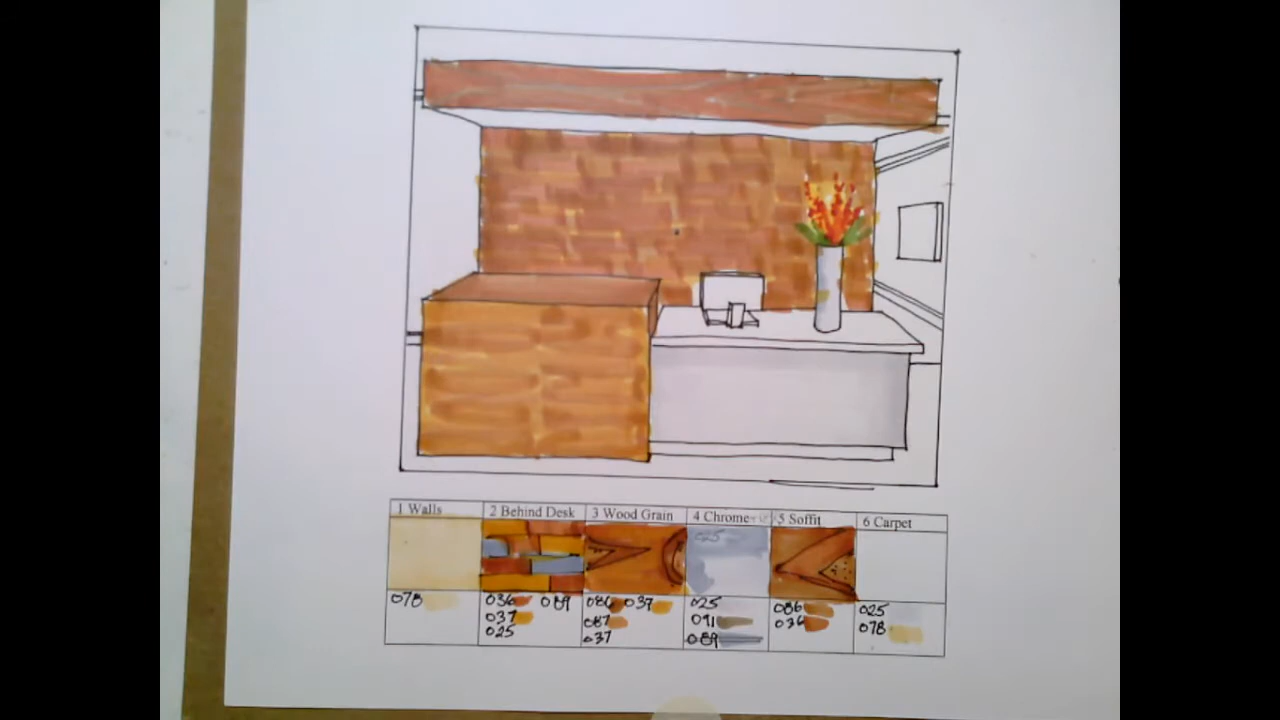 1 Walls 2 Behind Desk 3 Wood Grain 4 Chrome 5 Soffit 6 Carpet
025
078 036 089 086 037 025 086 025
037 087 091 036 078
025 037 089